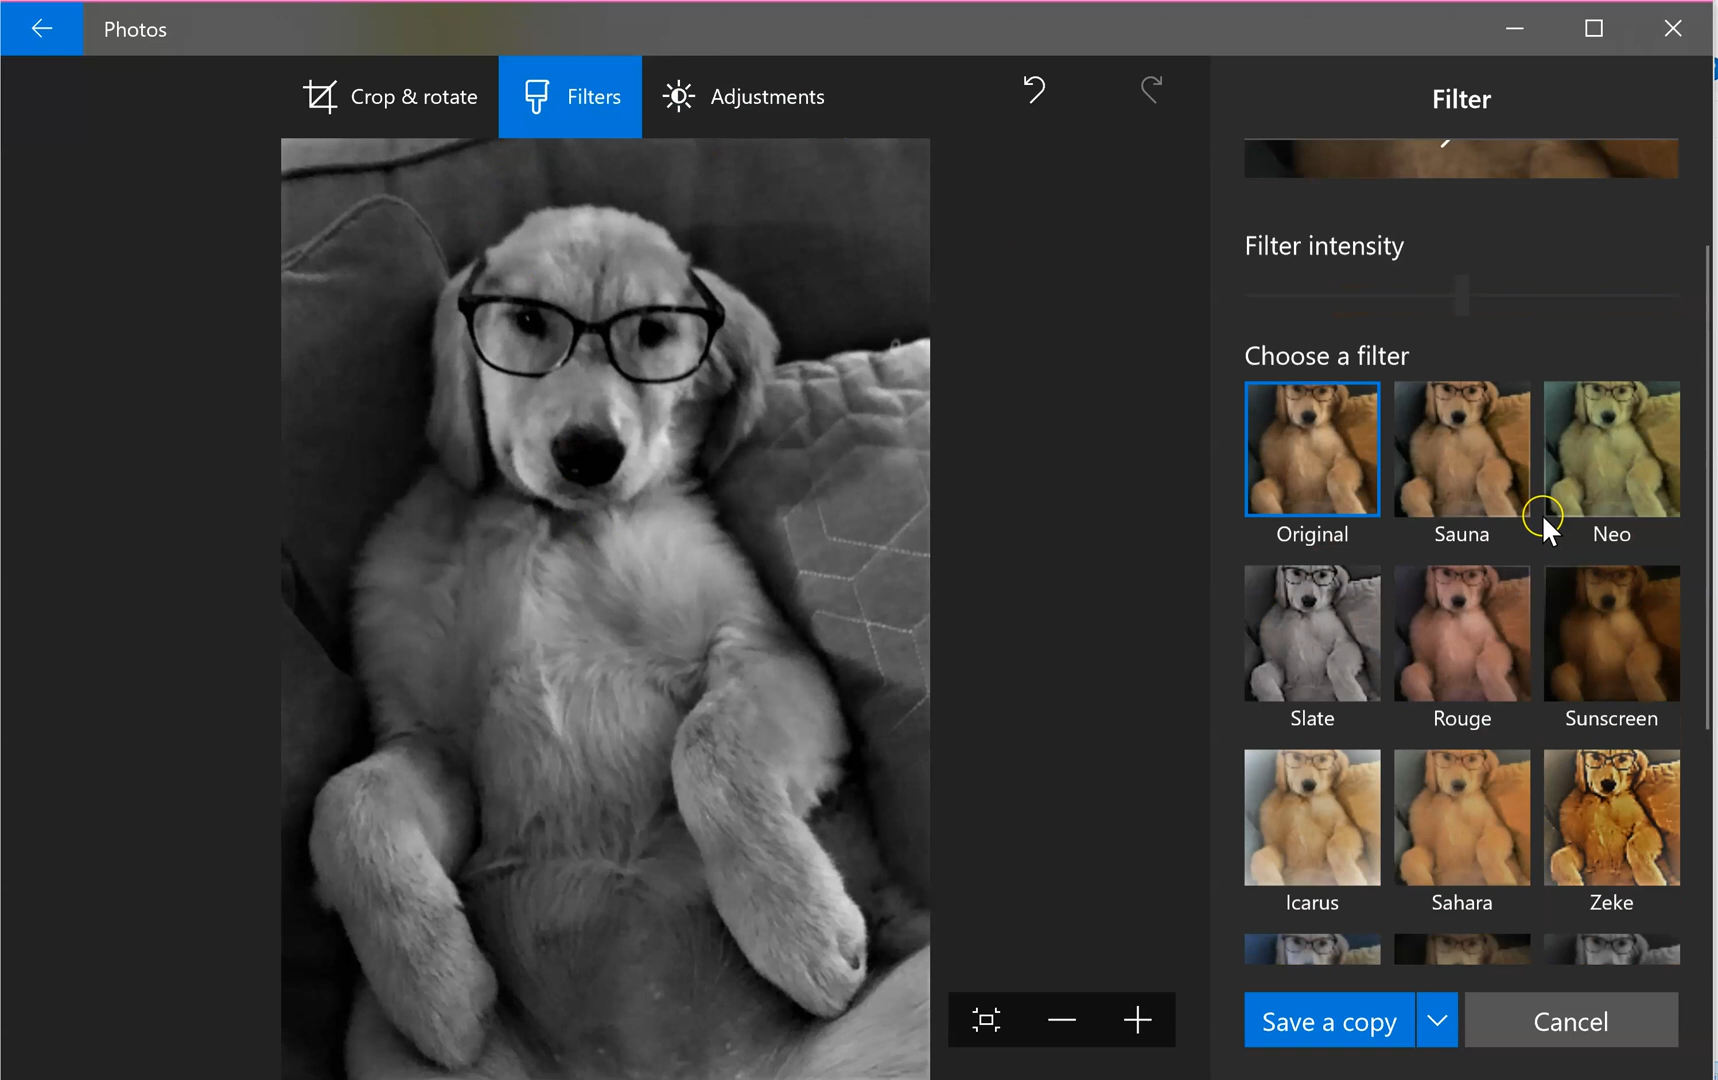 Photos
Crop & rotate
Filters
Adjustments
Filter
Filter intensity
Choose a filter
Original
Sauna
Neo
Slate
Rouge
Sunscreen
Icarus
Sahara
Zeke
Save a copy
Cancel